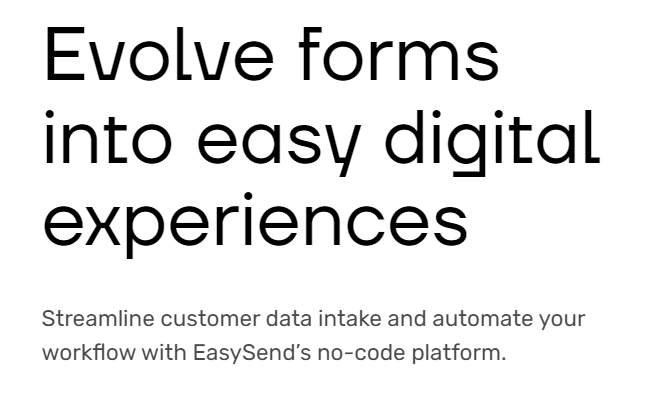 Evolve forms
into easy digital
experiences
Streamline customer data intake and automate your
workflow with EasySend’s no-code platform.